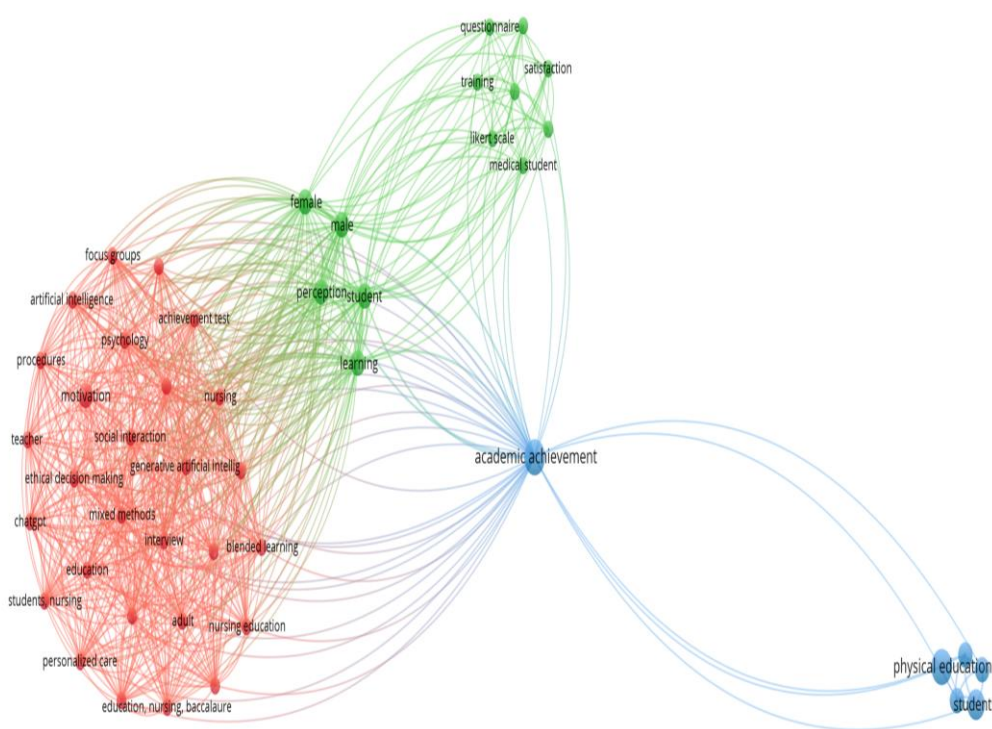 questionnaire
satisfaction
training
likert scale
medical student
female
male
focus groups
perception
student
artificial intelligence
achievement test
psychology
procedures
learning
motivation
nursing
teacher
social interaction
academic achievement
generative artificial intellig
ethical decision making
mixed methods
chatgpt
interview
blended learning
education
students, nursing
adult
nursing education
personalized care
physical education
education, nursing, baccalaure
student